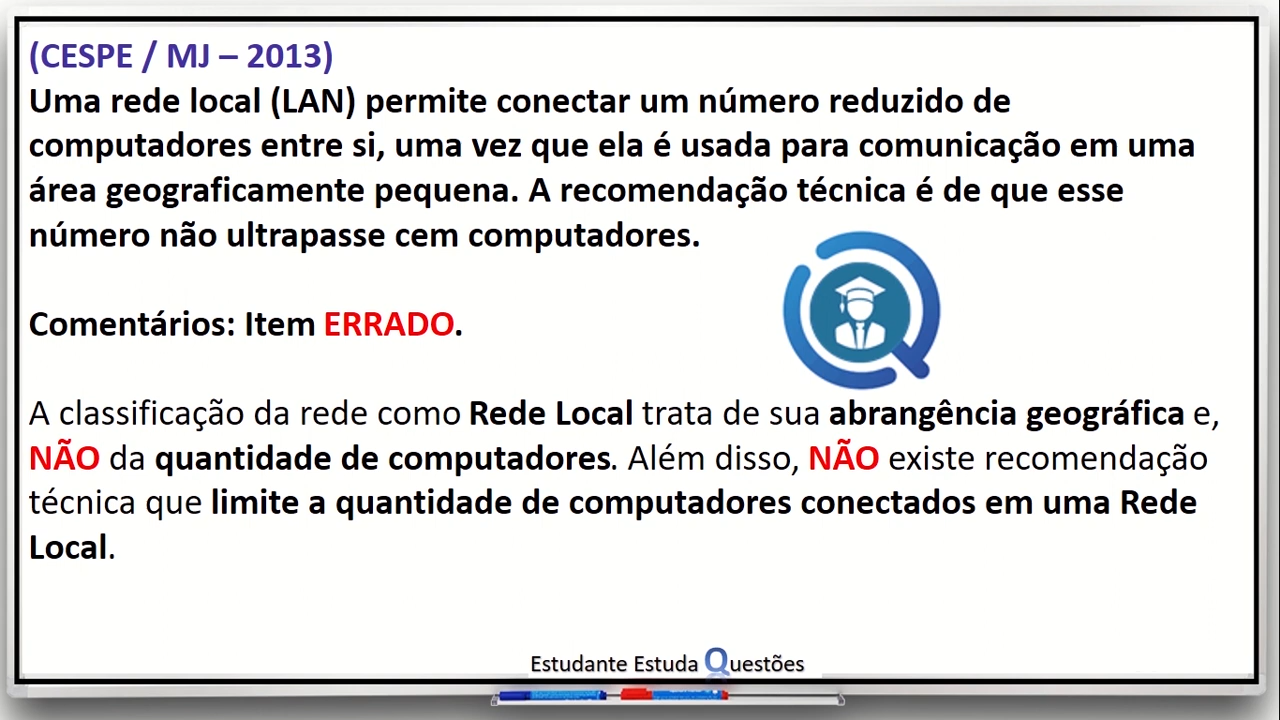 (CESPE / MJ – 2013)
Uma rede local (LAN) permite conectar um número reduzido de
computadores entre si, uma vez que ela é usada para comunicação em uma
área geograficamente pequena. A recomendação técnica é de que esse
número não ultrapasse cem computadores.
Comentários: Item ERRADO.
A classificação da rede como Rede Local trata de sua abrangência geográfica e,
NÃO da quantidade de computadores. Além disso, NÃO existe recomendação
técnica que limite a quantidade de computadores conectados em uma Rede
Local.
Estudante Estuda Questões